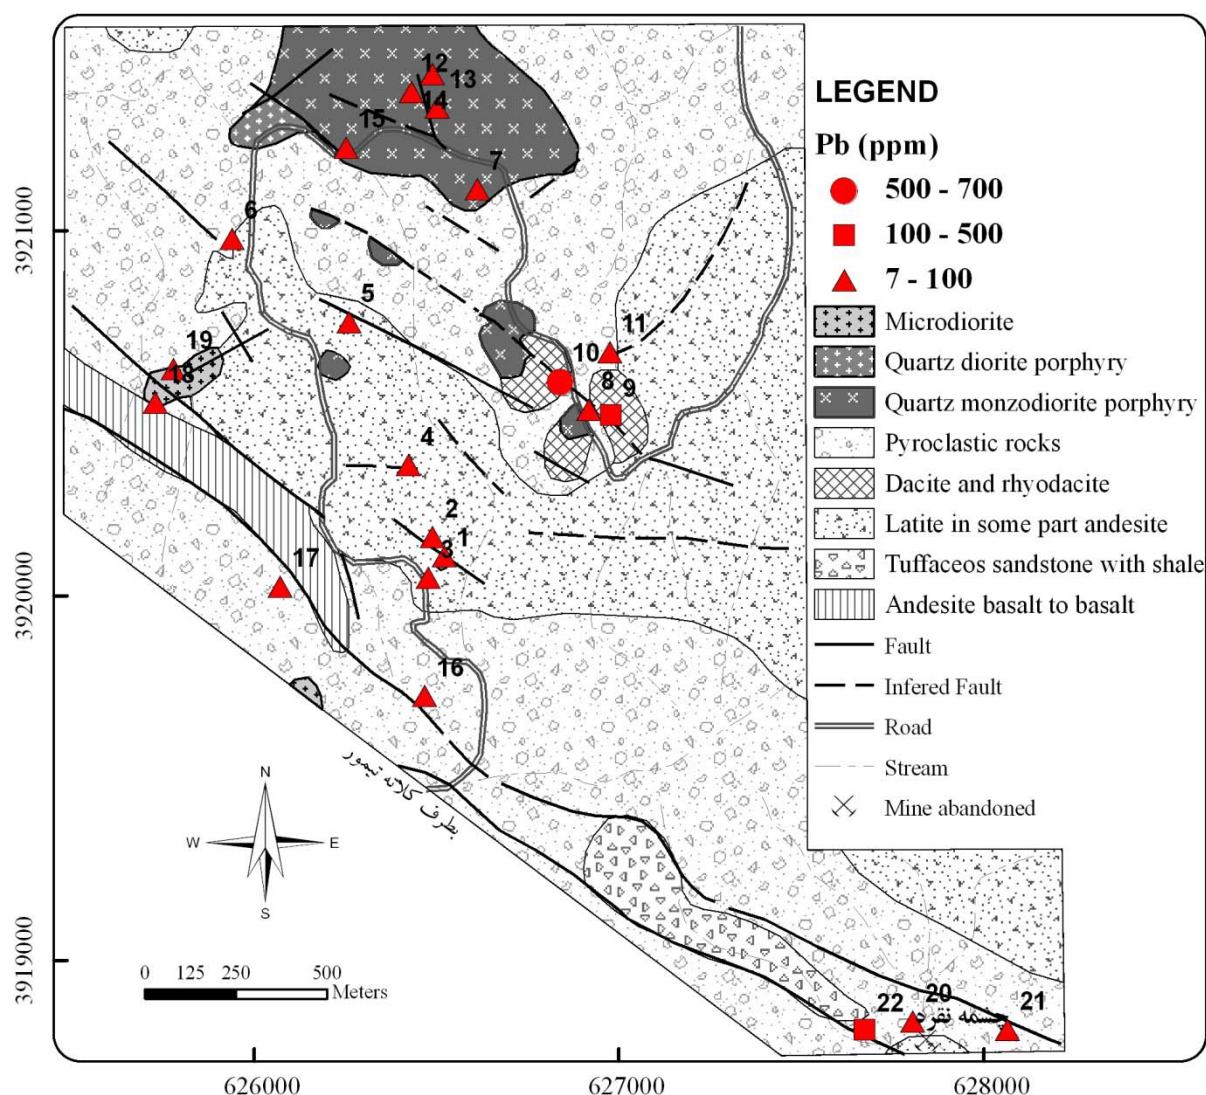 LEGEND
Pb (ppm)
500 - 700
100 - 500
7 - 100
Microdiorite
Quartz diorite porphyry
Quartz monzodiorite porphyry
Pyroclastic rocks
Dacite and rhyodacite
Latite in some part andesite
Tuffaceos sandstone with shale
Andesite basalt to basalt
Fault
Infered Fault
Road
Stream
Mine abandoned
12
13
14
15
7
6
5
11
10
8
9
19
18
4
2
1
3
17
16
بطرف کلاته تیمور
N
W
E
S
0 125 250 500
Meters
22
20
21
چشمه نقره
3921000
3920000
3919000
626000
627000
628000